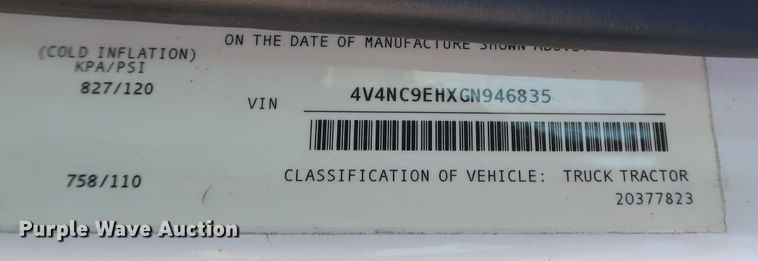 ON THE DATE OF MANUFACTURE SHOWN ABOVE
(COLD INFLATION)
KPA/PSI
827/120
VIN 4V4NC9EHXGN946835
758/110
CLASSIFICATION OF VEHICLE: TRUCK TRACTOR
20377823
Purple Wave Auction